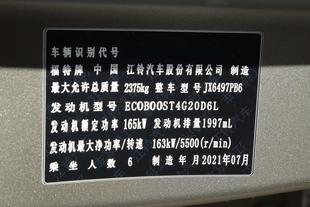 车辆识别代号
福特牌 中国 江铃汽车股份有限公司 制造
最大允许总质量 2375kg 整车型号 JX6497PB6
发动机型号 ECOBOOST4G20D6L
发动机额定功率 165kW 发动机排量 1997mL
发动机最大净功率/转速 163kW/5500(r/min)
乘坐人数 6 制造年月 2021年07月